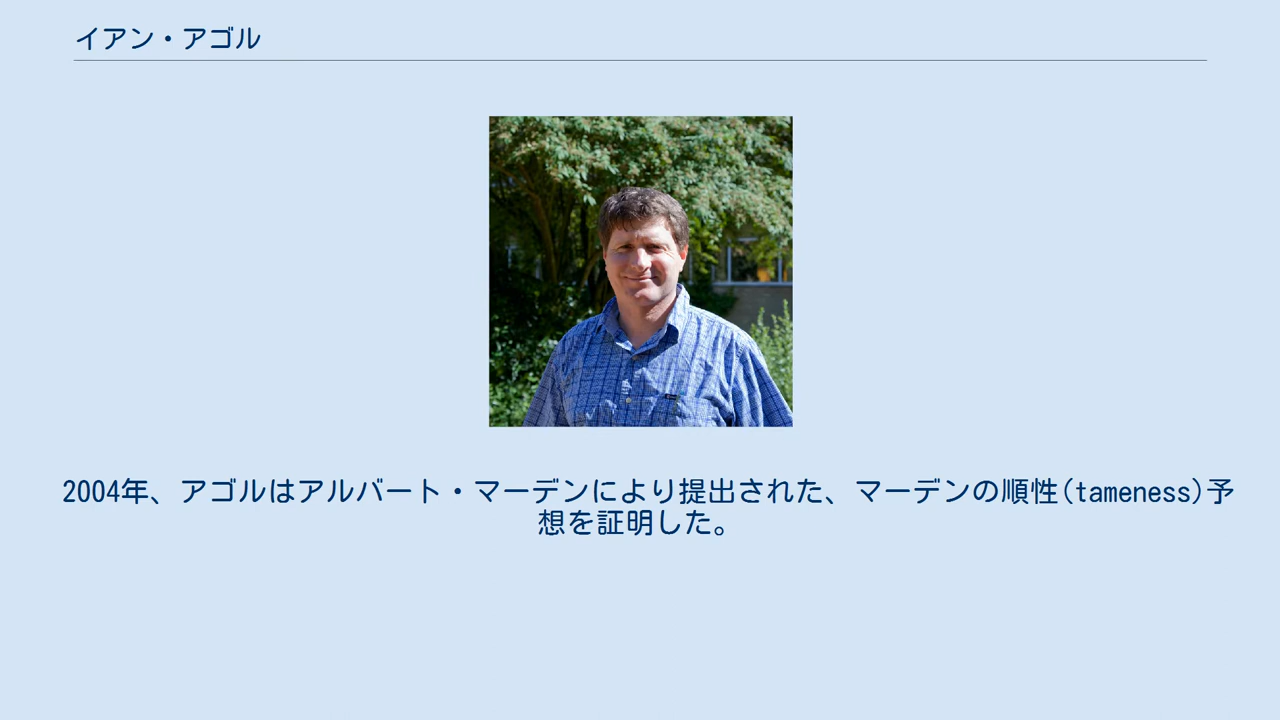 イアン・アゴル
2004年、アゴルはアルバート・マーデンにより提出された、マーデンの順性(tameness)予
想を証明した。